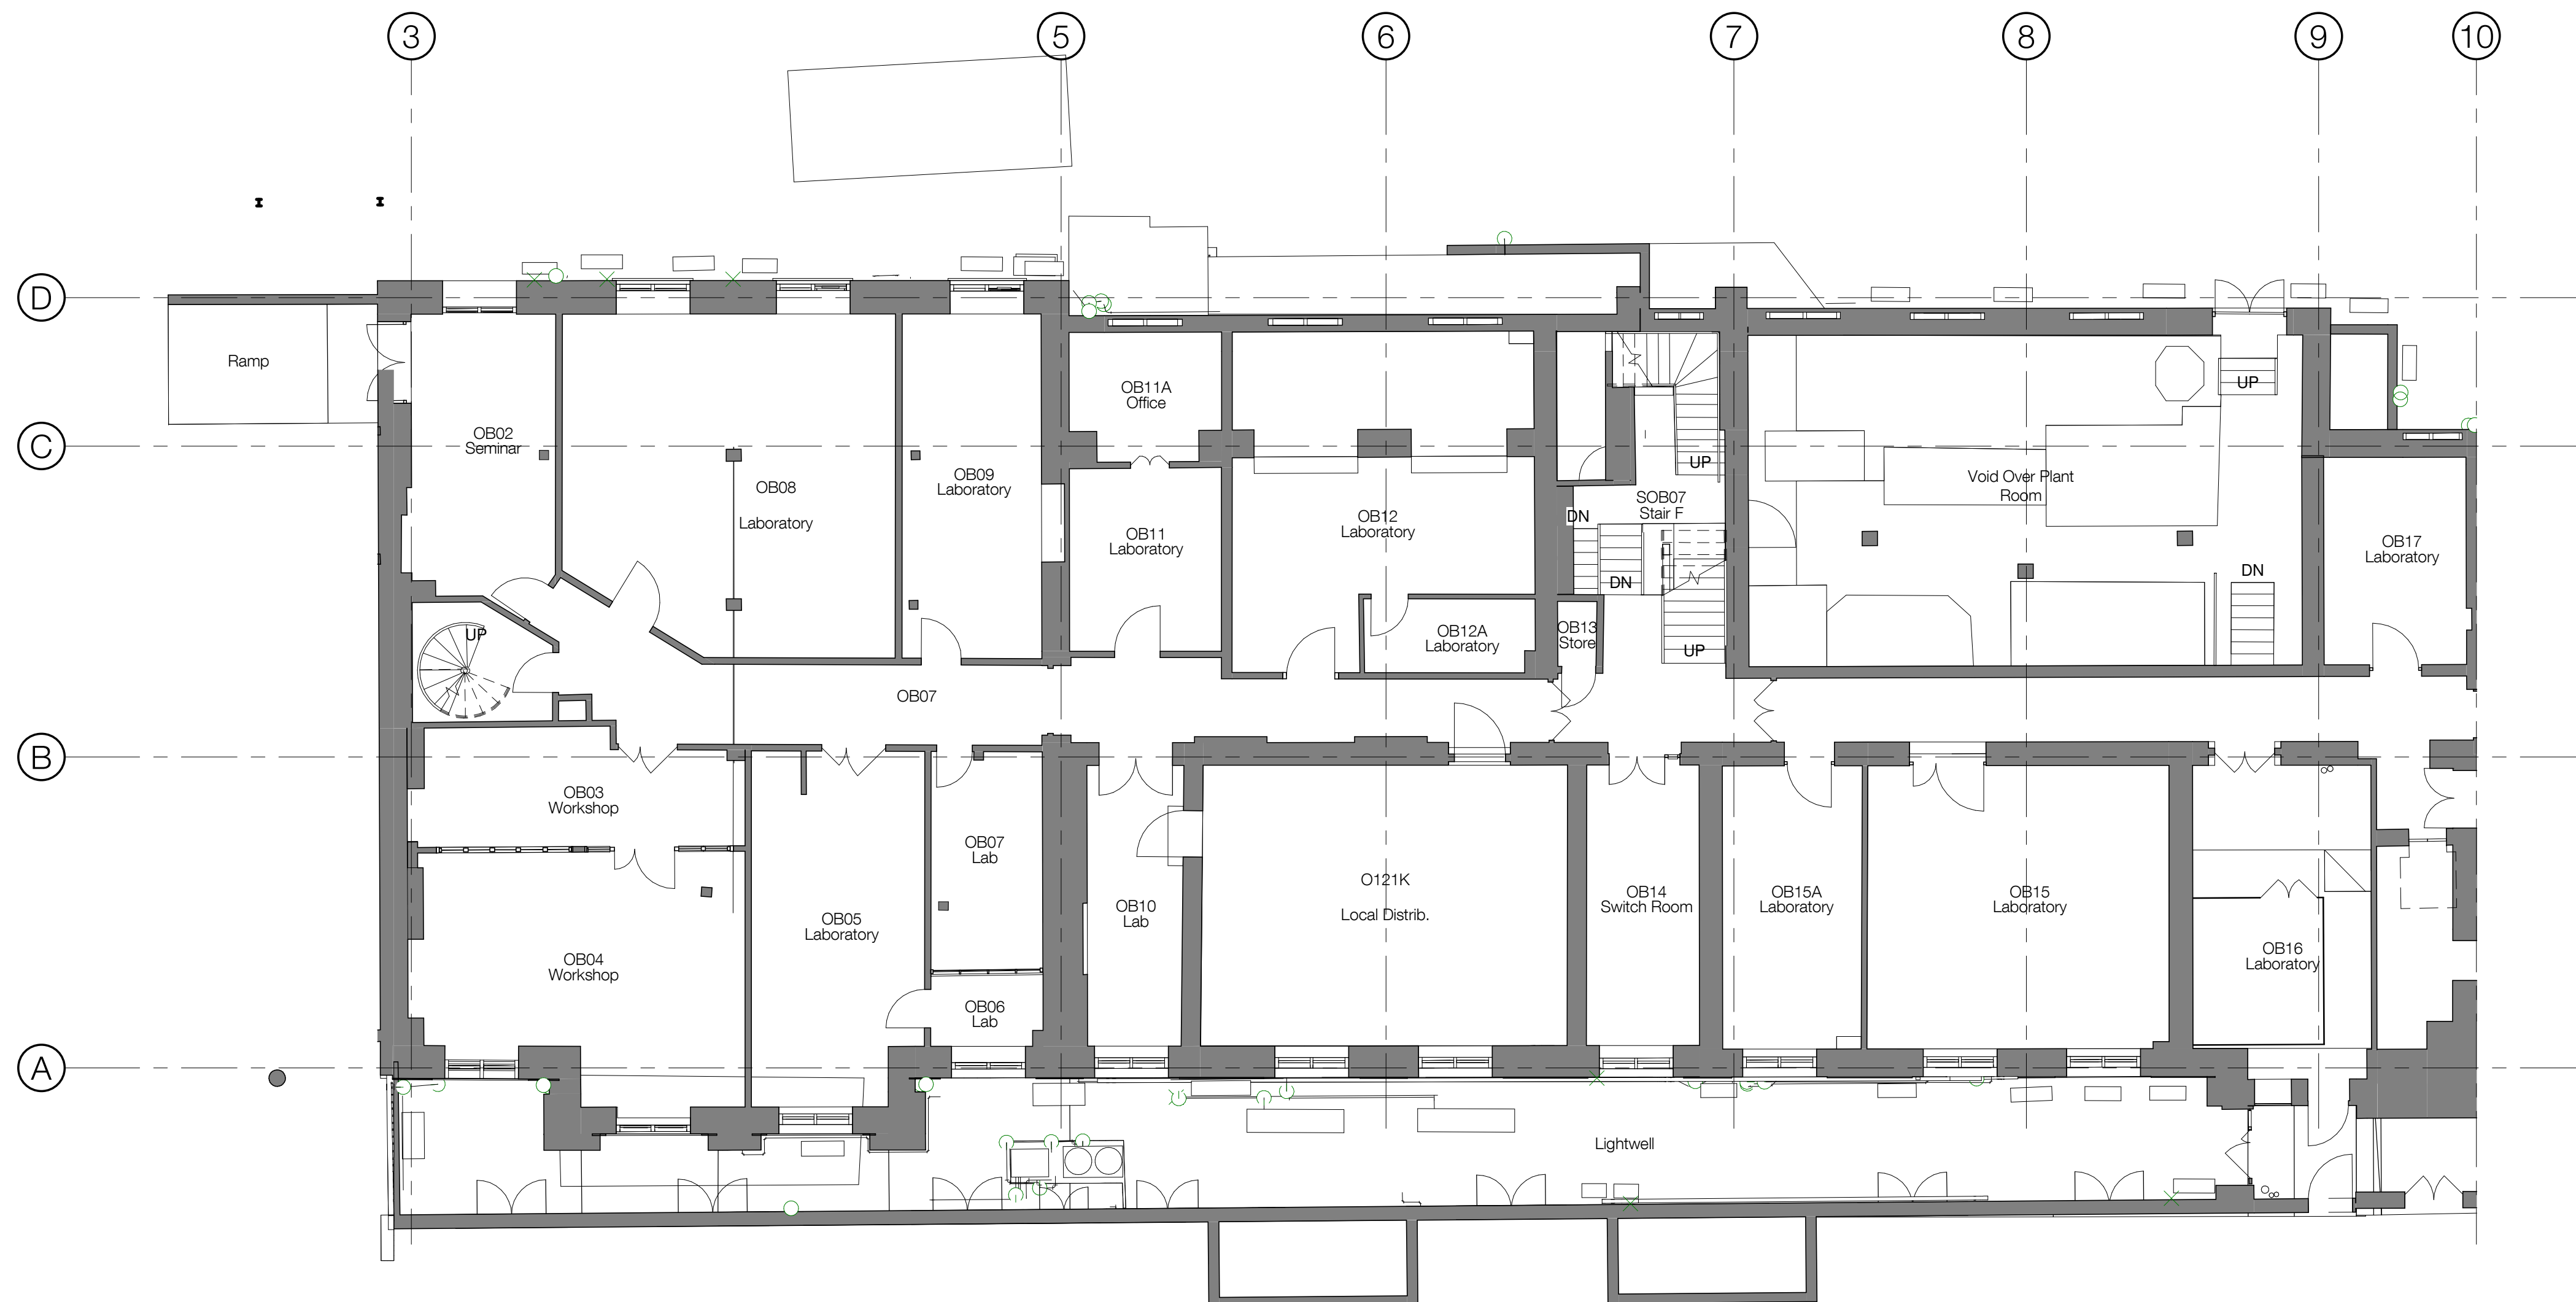 3
5
6
7
8
9
10
D
Ramp
UP
OB11A
Office
C
OB02
Seminar
UP
OB09
Laboratory
Void Over Plant
Room
OB08
Laboratory
SOB07
Stair F
DN
OB12
Laboratory
OB11
Laboratory
OB17
Laboratory
DN
DN
UP
OB13
Store
OB12A
Laboratory
UP
OB07
B
OB03
Workshop
OB07
Lab
O121K
Local Distrib.
OB14
Switch Room
OB15A
Laboratory
OB15
Laboratory
OB10
Lab
OB05
Laboratory
OB16
Laboratory
OB04
Workshop
OB06
Lab
A
Lightwell